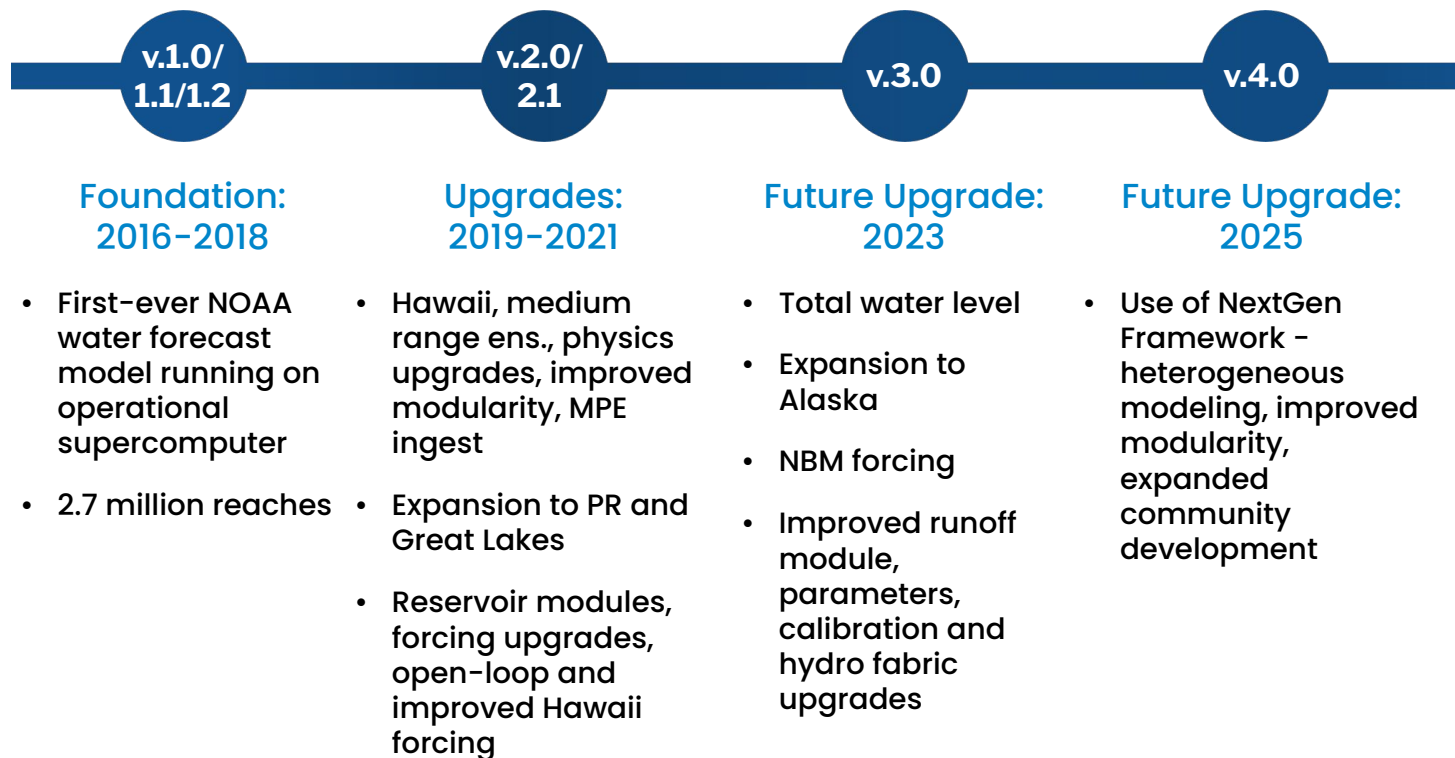 v.1.0/
1.1/1.2
v.2.0/
2.1
v.3.0
v.4.0
Foundation:
2016-2018
• First-ever NOAA
water forecast
model running on
operational
supercomputer
• 2.7 million reaches
Upgrades:
2019-2021
• Hawaii, medium
range ens., physics
upgrades, improved
modularity, MPE
ingest
• Expansion to PR and
Great Lakes
• Reservoir modules,
forcing upgrades,
open-loop and
improved Hawaii
forcing
Future Upgrade:
2023
• Total water level
• Expansion to
Alaska
• NBM forcing
• Improved runoff
module,
parameters,
calibration and
hydro fabric
upgrades
Future Upgrade:
2025
• Use of NextGen
Framework -
heterogeneous
modeling, improved
modularity,
expanded
community
development